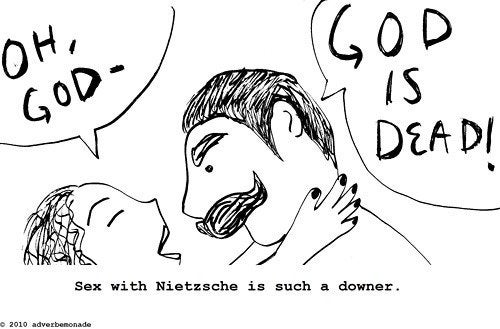 OH,
GOD-
GOD
IS
DEAD!
Sex with Nietzsche is such a downer.
© 2010 adverbemonade